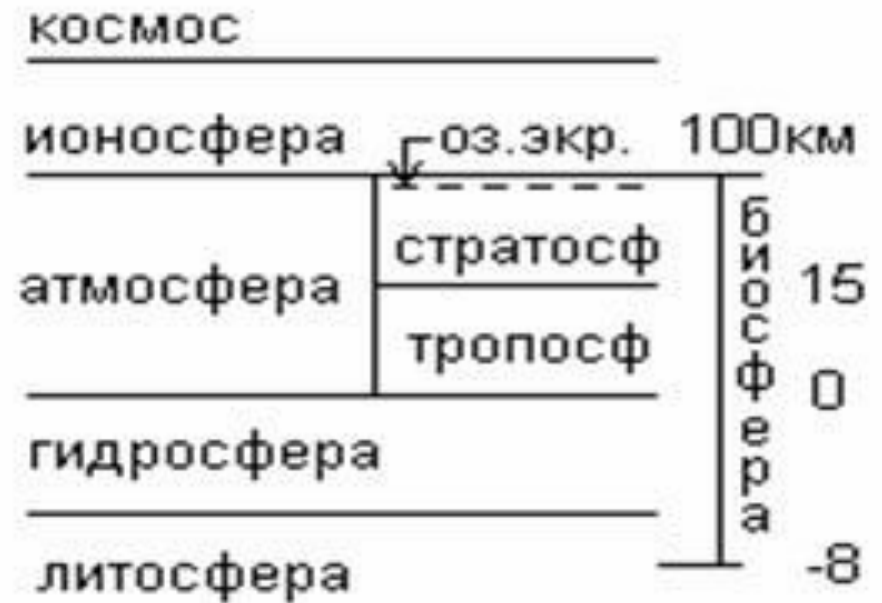 космос
ионосфера оз.экр. 100км
стратосф
атмосфера 15
тропосф
0
гидросфера
биосфера
литосфера -8